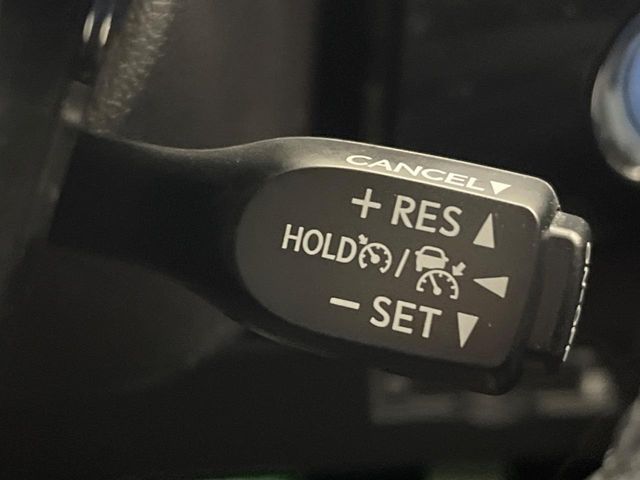 CANCEL▼
+ RES ▲
HOLD / ◀
− SET ▼